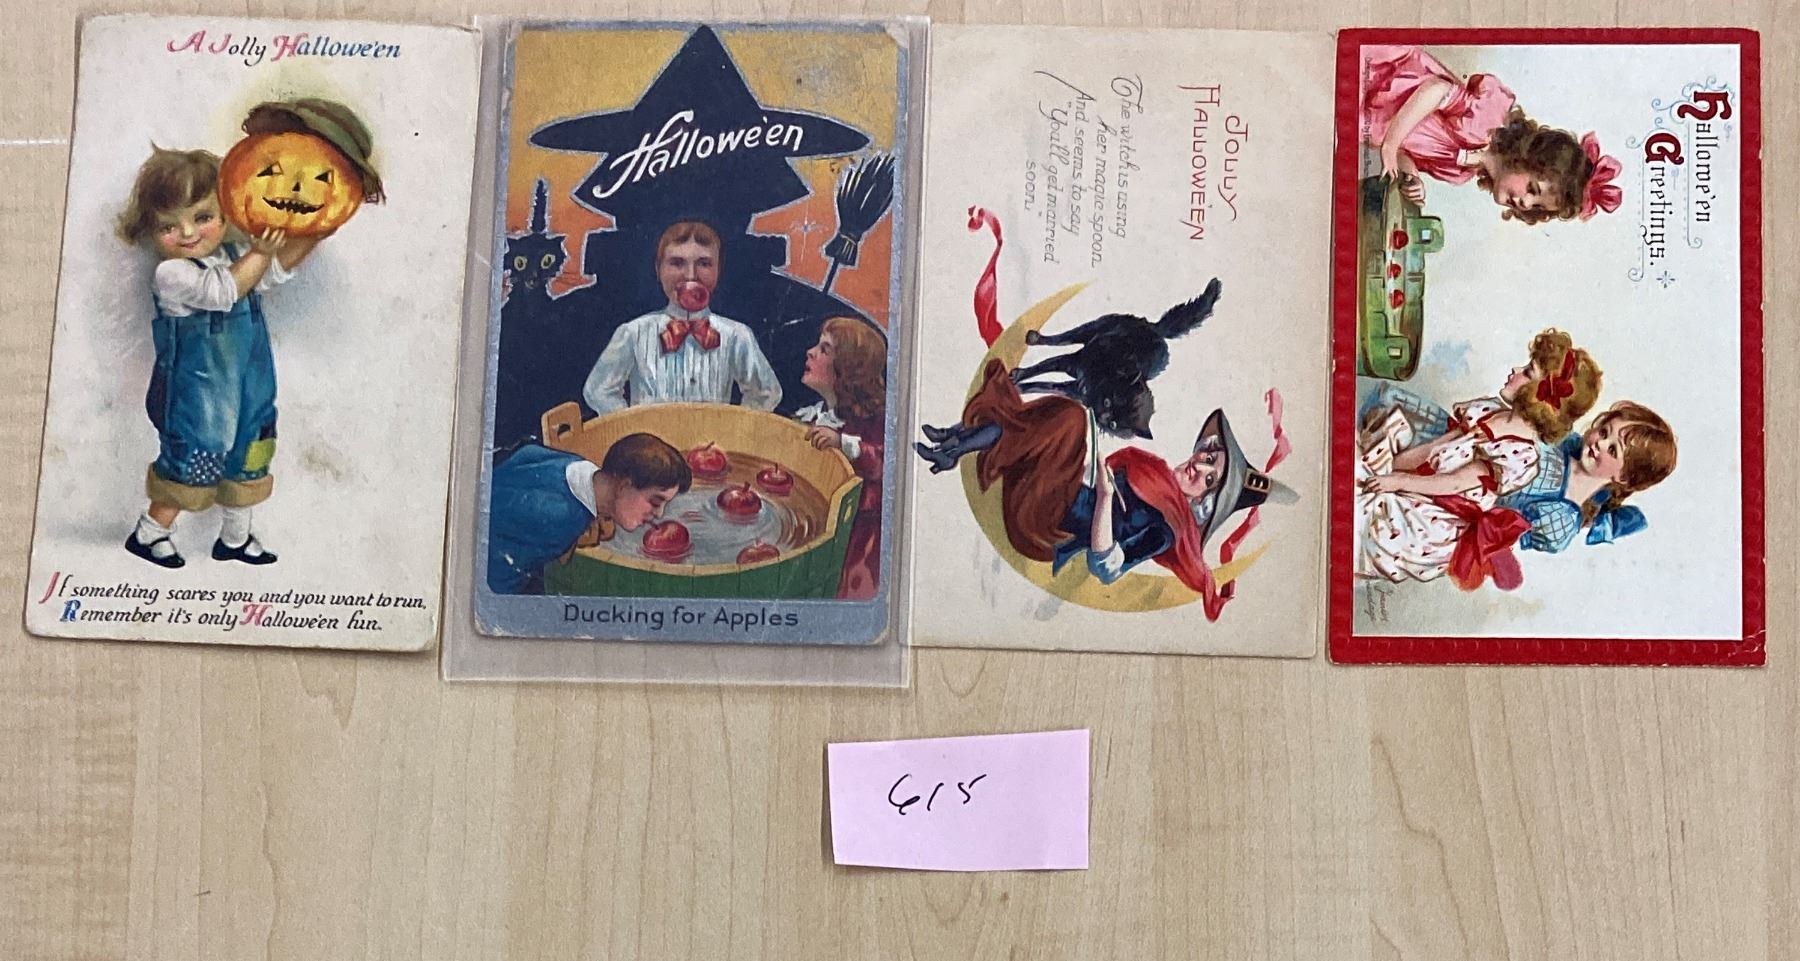 A Jolly Hallowe'en
If something scares you and you want to run,
Remember it's only Hallowe'en fun.
Hallowe'en
Ducking for Apples
JOLLY
HALLOWE'EN
The witch is using
her magic spoon
And seems to say
"You'll get married
soon."
Hallowe'en
Greetings.
615